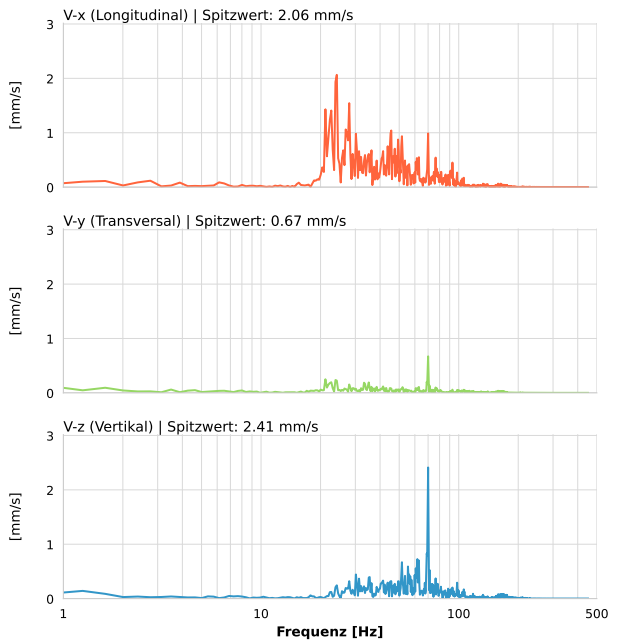 V-x (Longitudinal) | Spitzwert: 2.06 mm/s
3
2
1
0
[mm/s]
V-y (Transversal) | Spitzwert: 0.67 mm/s
3
2
1
0
[mm/s]
V-z (Vertikal) | Spitzwert: 2.41 mm/s
3
2
1
0
[mm/s]
1 10 100 500
Frequenz [Hz]